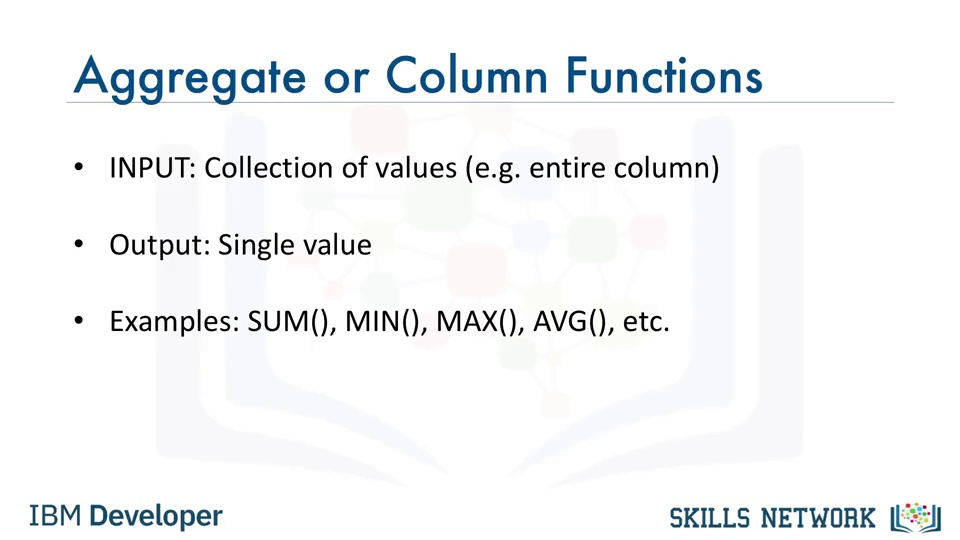 Aggregate or Column Functions
• INPUT: Collection of values (e.g. entire column)
• Output: Single value
• Examples: SUM(), MIN(), MAX(), AVG(), etc.
IBM Developer
SKILLS NETWORK